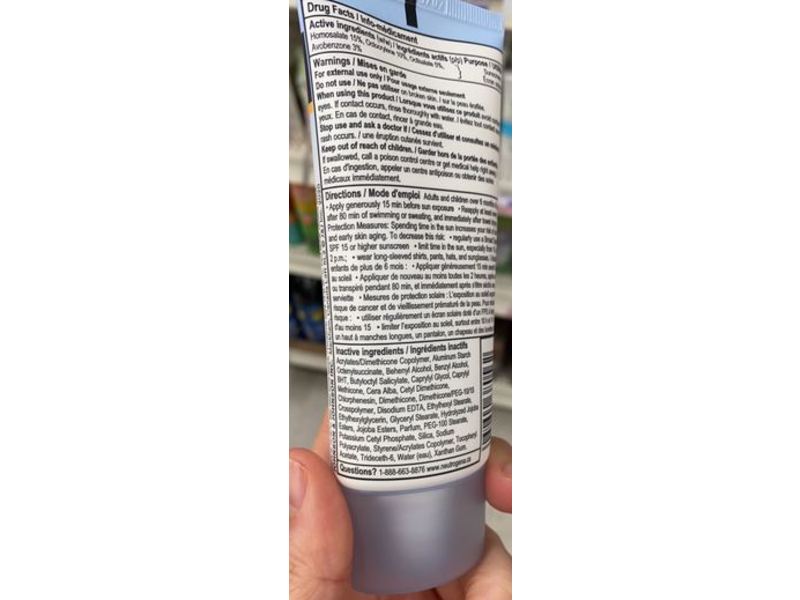 Drug Facts / Info-médicament
Active ingredients (w/w) / Ingrédients actifs (p/p) Purpose /
Homosalate 15%, Octocrylene 10%, Octisalate 5%,
Avobenzone 3%
Warnings / Mises en garde
For external use only / Pour usage externe seulement.
Do not use / Ne pas utiliser on broken skin. / sur la peau éraflée.
When using this product / Lorsque vous utilisez ce produit
eyes. If contact occurs, rinse thoroughly with water. / évitez tout contact
yeux. En cas de contact, rincer à grande eau.
Stop use and ask a doctor if / Cessez d'utiliser et consultez un
rash occurs. / une éruption cutanée survient.
Keep out of reach of children. / Garder hors de la portée des
If swallowed, call a poison control centre or get medical help right
En cas d'ingestion, appeler un centre antipoison ou obtenir des soins
médicaux immédiatement.
Directions / Mode d'emploi Adults and children over 6 months
• Apply generously 15 min before sun exposure • Reapply at least
after 80 min of swimming or sweating, and immediately after towel
Protection Measures: Spending time in the sun increases your risk of
and early skin aging. To decrease this risk: • regularly use a Broad
SPF 15 or higher sunscreen • limit time in the sun, especially from
2 p.m.; • wear long-sleeved shirts, pants, hats, and sunglasses.
enfants de plus de 6 mois : • Appliquer généreusement 15 min
au soleil • Appliquer de nouveau au moins toutes les 2 heures, après
ou transpiré pendant 80 min, et immédiatement après s'être séché
serviette • Mesures de protection solaire : L'exposition au soleil
risque de cancer et de vieillissement prématuré de la peau. Pour
risque : • utiliser régulièrement un écran solaire doté d'un FPS
d'au moins 15 • limiter l'exposition au soleil, surtout entre 10 h
un haut à manches longues, un pantalon, un chapeau et des
Inactive ingredients / Ingrédients inactifs
Acrylates/Dimethicone Copolymer, Aluminum Starch
Octenylsuccinate, Behenyl Alcohol, Benzyl Alcohol,
BHT, Butyloctyl Salicylate, Caprylyl Glycol, Caprylyl
Methicone, Cera Alba, Cetyl Dimethicone,
Chlorphenesin, Dimethicone, Dimethicone/PEG-10/15
Crosspolymer, Disodium EDTA, Ethylhexyl Stearate,
Ethylhexylglycerin, Glyceryl Stearate, Hydrolyzed Jojoba
Esters, Jojoba Esters, Parfum, PEG-100 Stearate,
Potassium Cetyl Phosphate, Silica, Sodium
Polyacrylate, Styrene/Acrylates Copolymer, Tocopheryl
Acetate, Trideceth-6, Water (eau), Xanthan Gum.
Questions? 1-888-663-8876 www.neutrogena.ca
JOHNSON & JOHNSON INC.